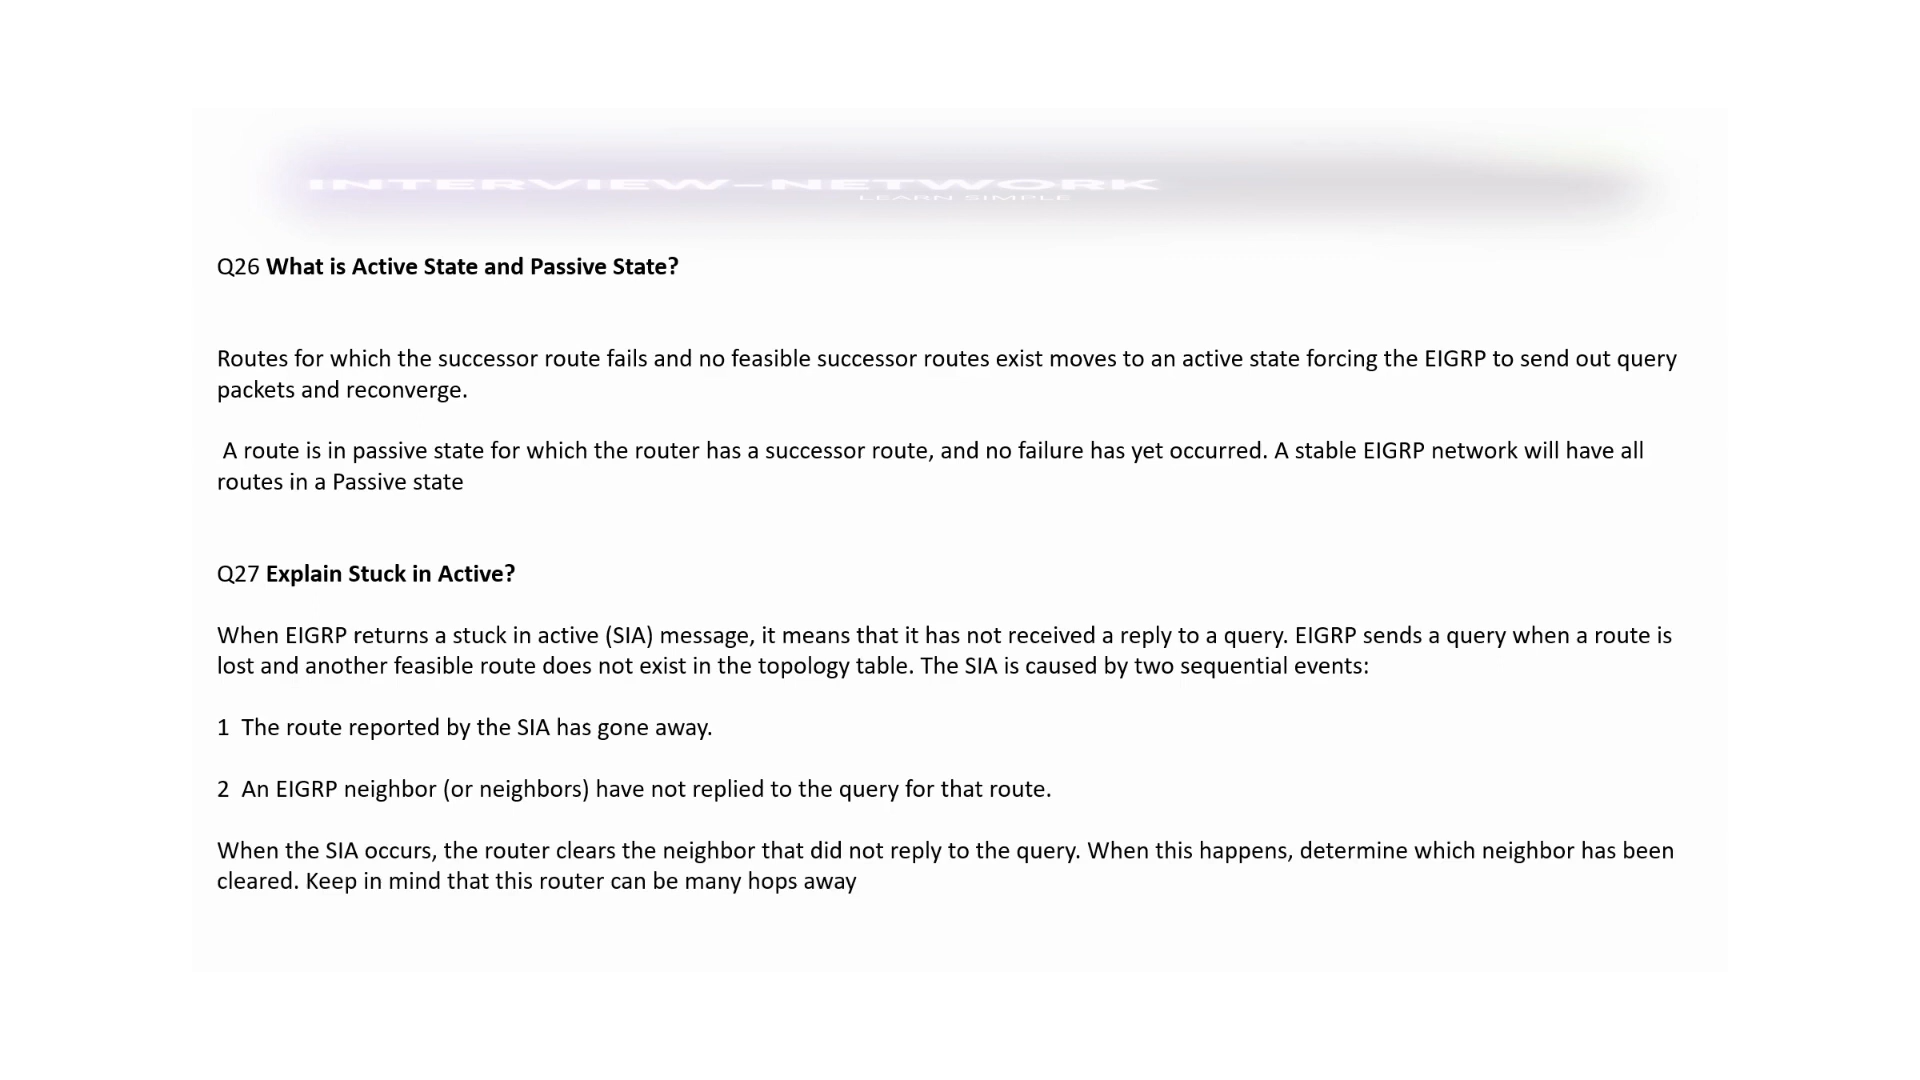 INTERVIEW-NETWORK
LEARN SIMPLE
Q26 What is Active State and Passive State?
Routes for which the successor route fails and no feasible successor routes exist moves to an active state forcing the EIGRP to send out query
packets and reconverge.
A route is in passive state for which the router has a successor route, and no failure has yet occurred. A stable EIGRP network will have all
routes in a Passive state
Q27 Explain Stuck in Active?
When EIGRP returns a stuck in active (SIA) message, it means that it has not received a reply to a query. EIGRP sends a query when a route is
lost and another feasible route does not exist in the topology table. The SIA is caused by two sequential events:
1 The route reported by the SIA has gone away.
2 An EIGRP neighbor (or neighbors) have not replied to the query for that route.
When the SIA occurs, the router clears the neighbor that did not reply to the query. When this happens, determine which neighbor has been
cleared. Keep in mind that this router can be many hops away